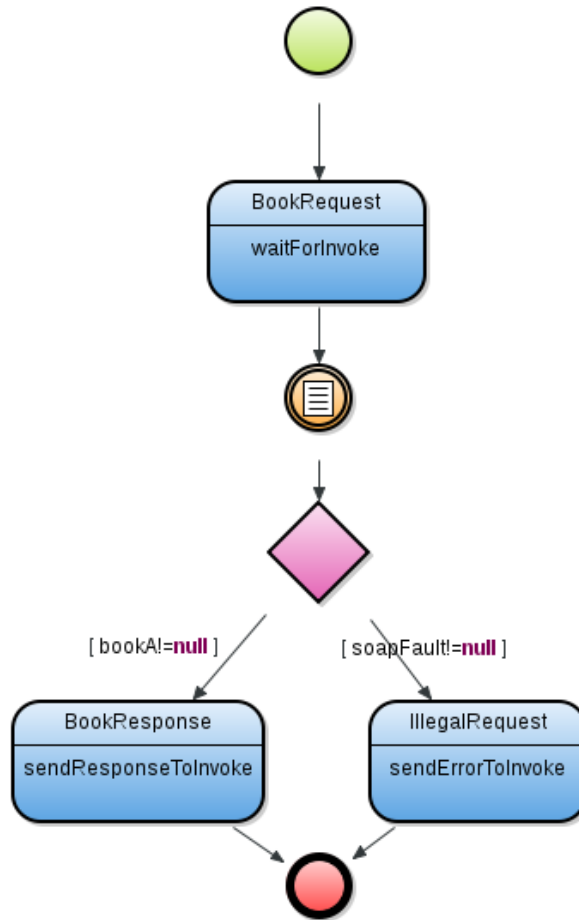 BookRequest
waitForInvoke
[ bookA!=null ]
[ soapFault!=null ]
BookResponse
sendResponseToInvoke
IllegalRequest
sendErrorToInvoke